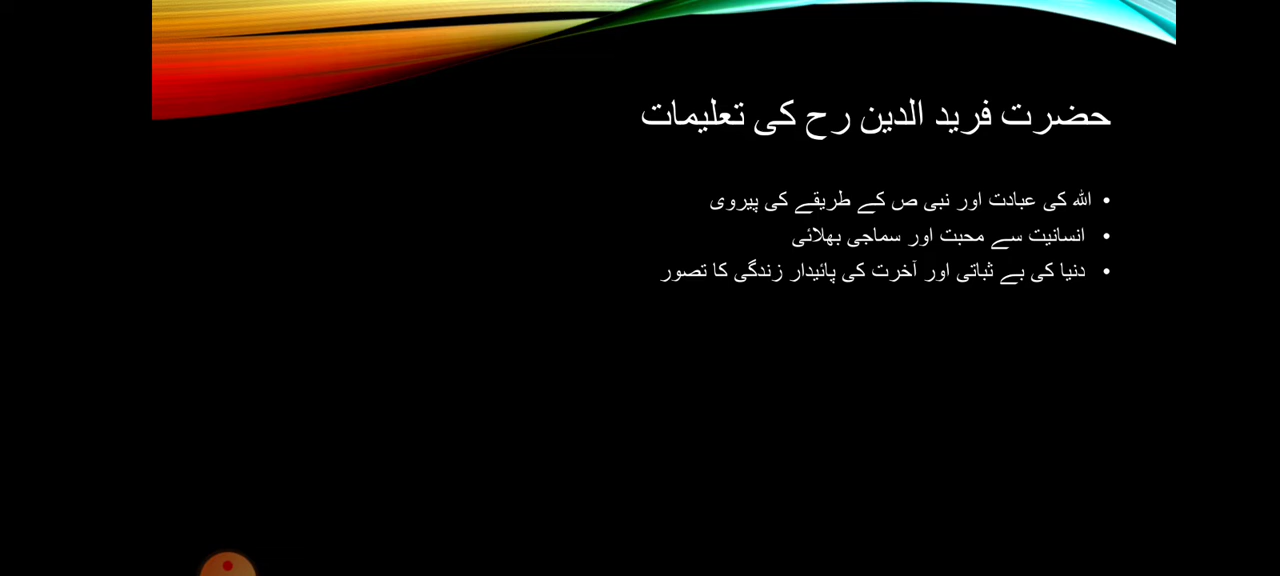 حضرت فرید الدین رح کی تعلیمات
• اللہ کی عبادت اور نبی ص کے طریقے کی پیروی
• انسانیت سے محبت اور سماجی بھلائی
• دنیا کی بے ثباتی اور آخرت کی پائیدار زندگی کا تصور